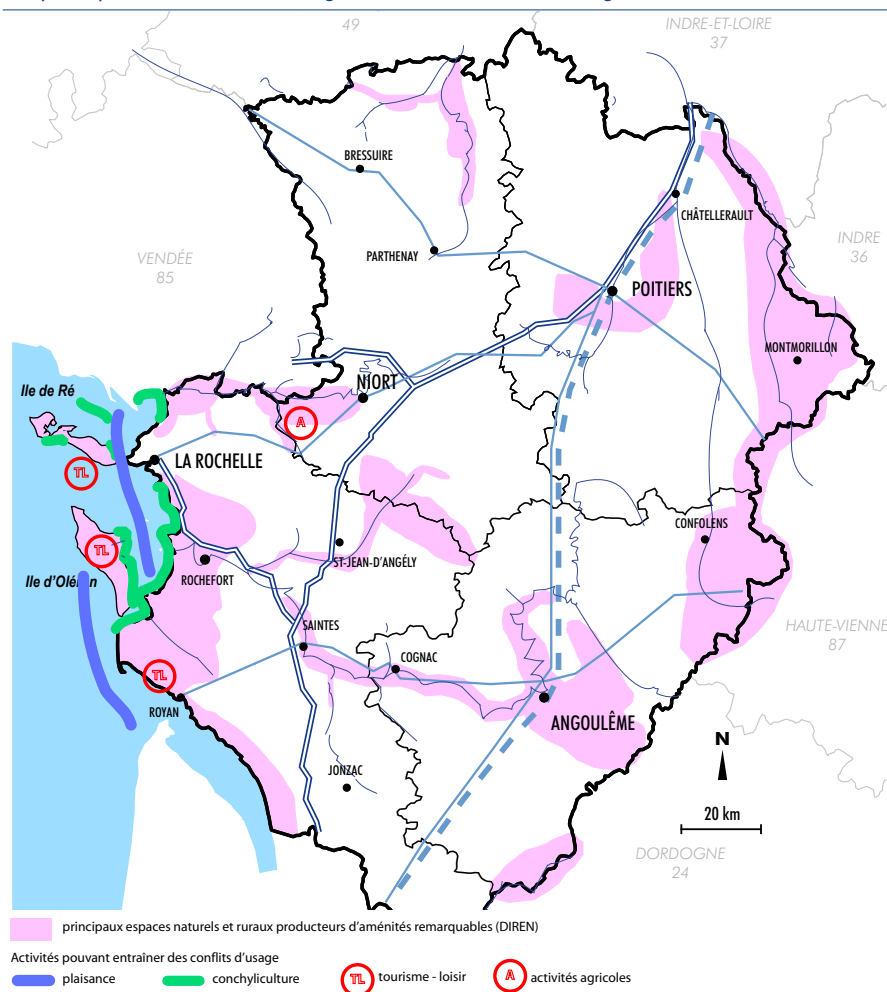 49
INDRE-ET-LOIRE
37
BRESSUIRE
CHÂTELLERAULT
PARTHENAY
VENDÉE
85
INDRE
36
POITIERS
MONTMORILLON
Ile de Ré
NIORT
A
LA ROCHELLE
TL
CONFOLENS
TL
ST-JEAN-D'ANGÉLY
ROCHEFORT
Ile d'Oléron
SAINTES
HAUTE-VIENNE
87
COGNAC
TL
ROYAN
ANGOULÊME
N
JONZAC
20 km
DORDOGNE
24
principaux espaces naturels et ruraux producteurs d'aménités remarquables (DIREN)
Activités pouvant entraîner des conflits d'usage
plaisance
conchyliculture
TL
tourisme - loisir
A
activités agricoles